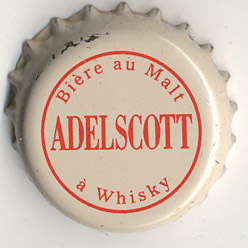 Bière au Malt
ADELSCOTT
à Whisky